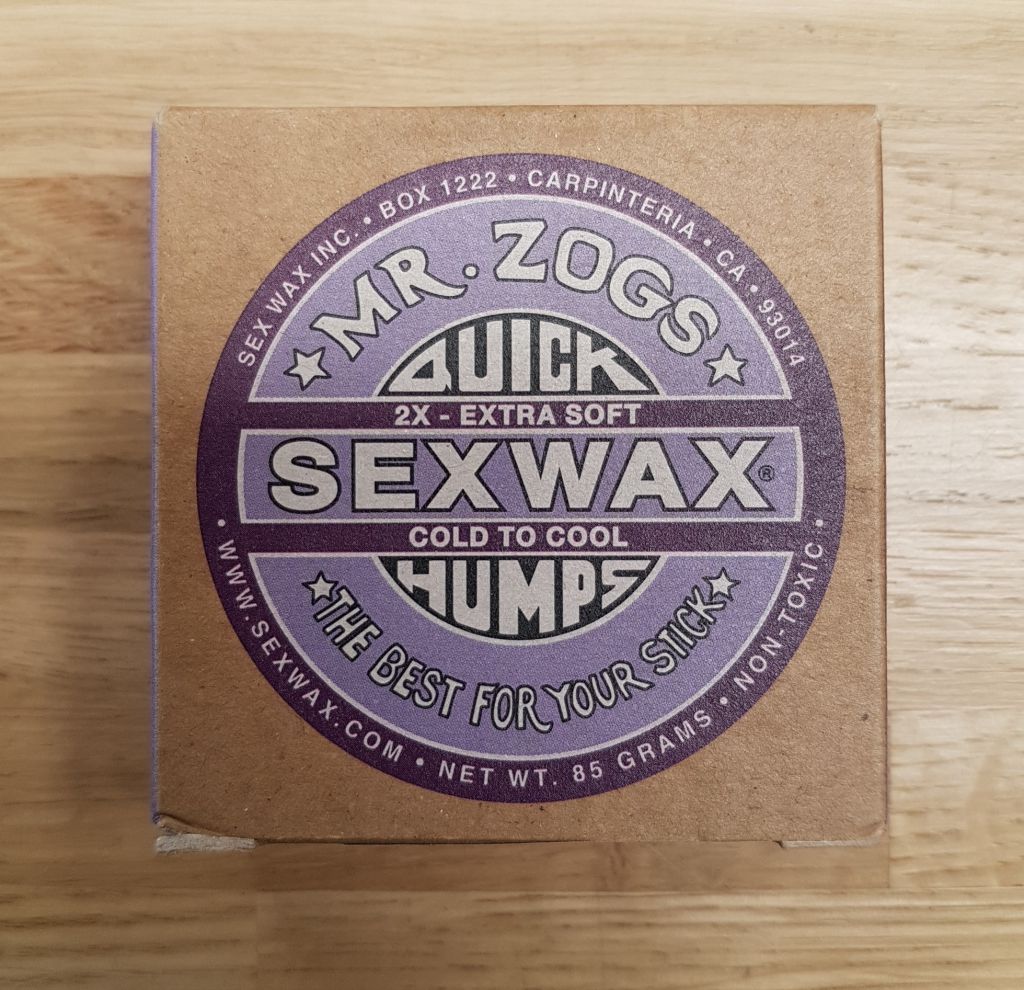 SEX WAX INC. • BOX 1222 • CARPINTERIA • CA • 93014
MR. ZOGS
QUICK
2X - EXTRA SOFT
SEXWAX®
COLD TO COOL
HUMPS
THE BEST FOR YOUR STICK
• WWW.SEXWAX.COM • NET WT. 85 GRAMS • NON-TOXIC •